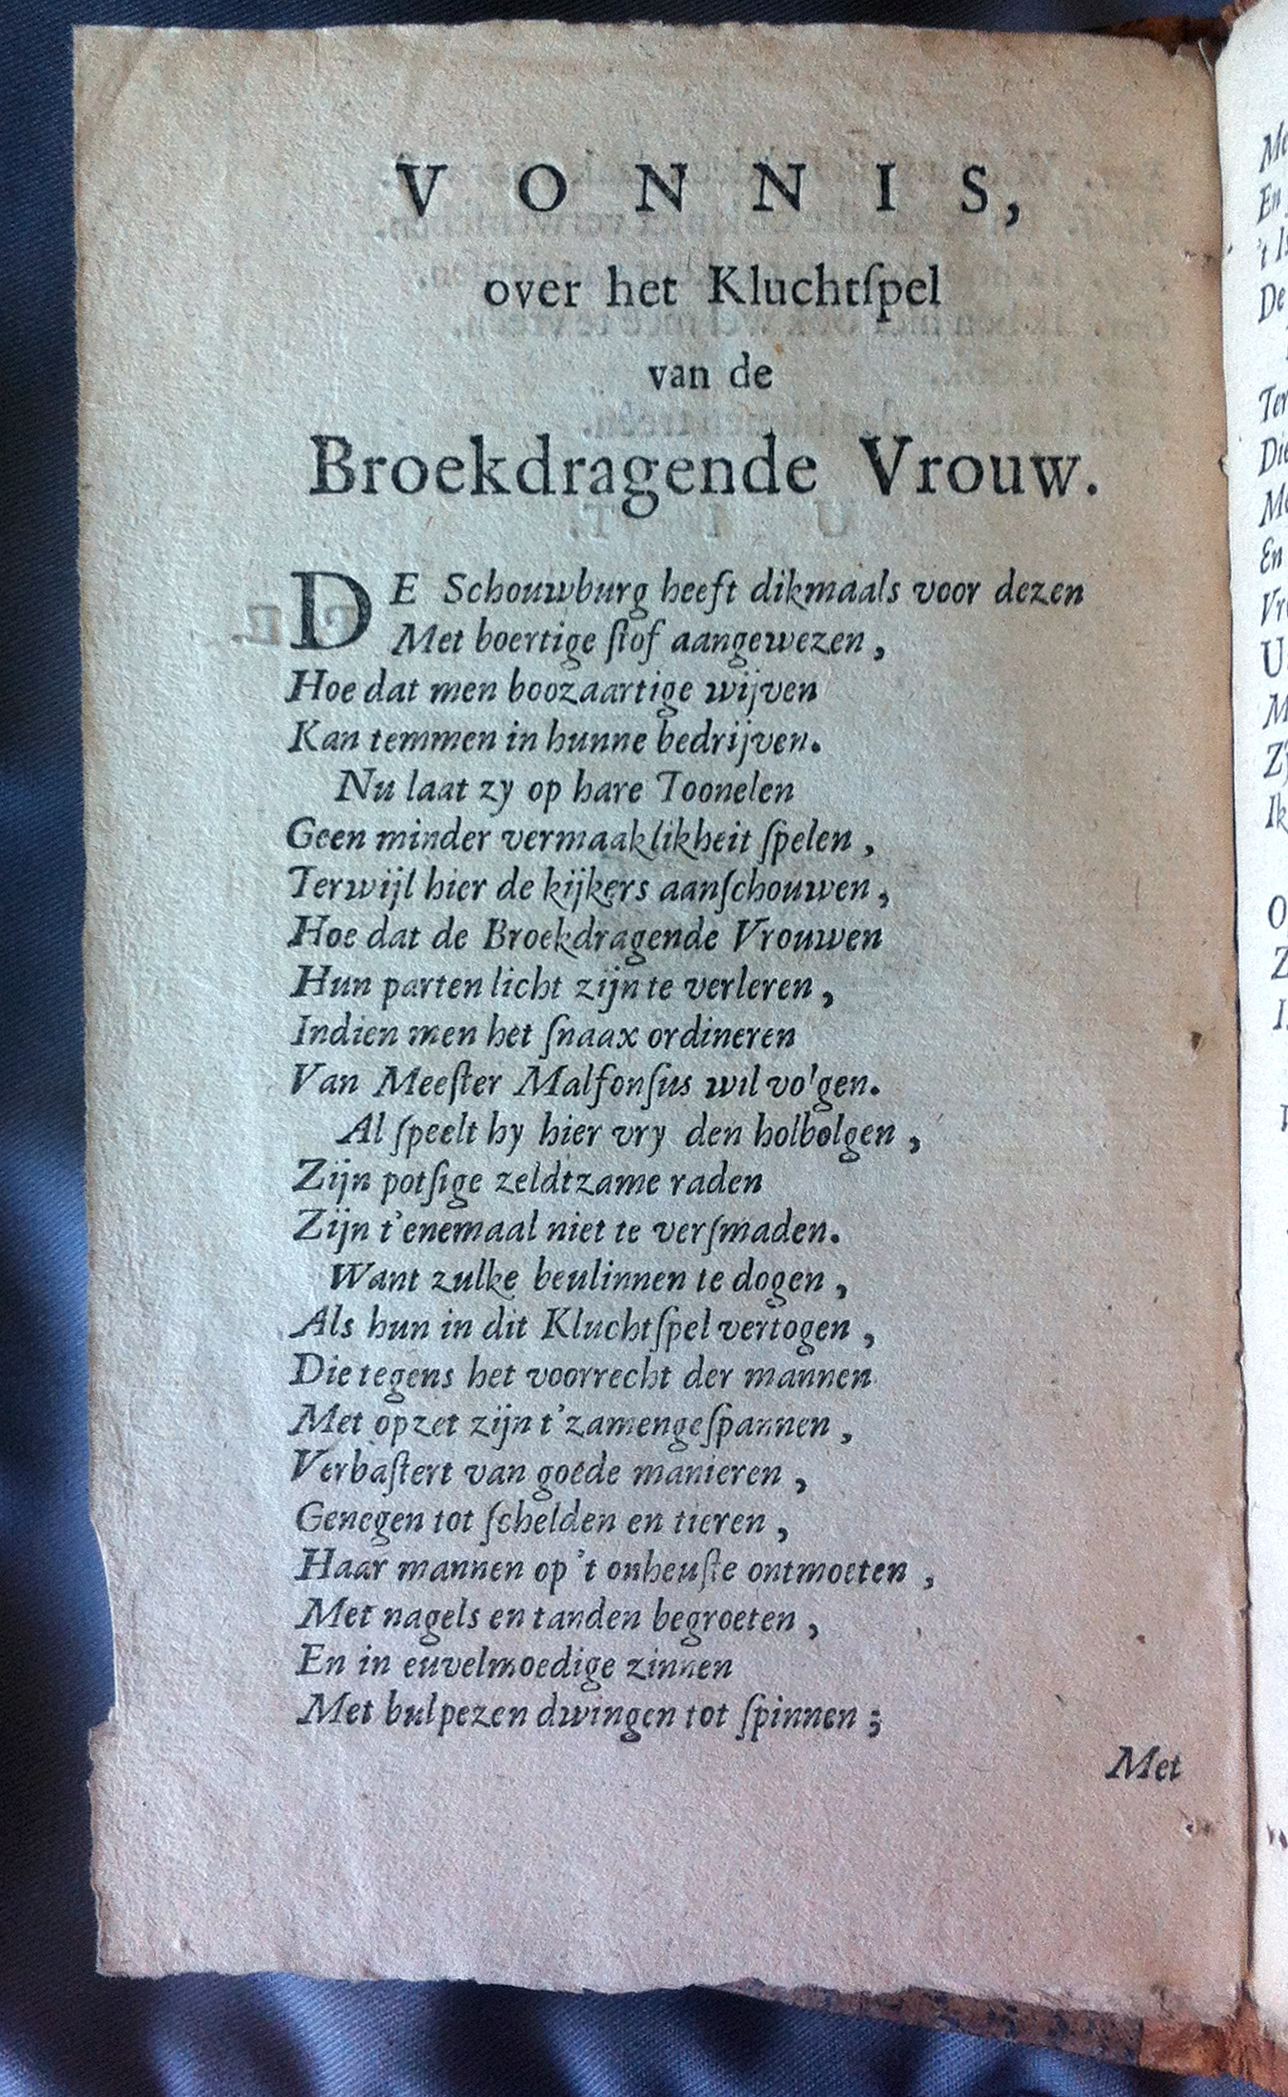 VONNIS,
over het Kluchtſpel
van de
Broekdragende Vrouw.
DE Schouwburg heeft dikmaals voor dezen
Met boertige ſtof aangewezen,
Hoe dat men boozaartige wijven
Kan temmen in hunne bedrijven.
Nu laat zy op hare Toonelen
Geen minder vermaaklikheit ſpelen,
Terwijl hier de kijkers aanſchouwen,
Hoe dat de Broekdragende Vrouwen
Hun parten licht zijn te verleren,
Indien men het ſnaax ordineren
Van Meeſter Malfonſus wil volgen.
Al ſpeelt hy hier vry den holbolgen,
Zijn potſige zeldtzame raden
Zijn t'enemaal niet te verſmaden.
Want zulke beulinnen te dogen,
Als hun in dit Kluchtſpel vertogen,
Die tegens het voorrecht der mannen
Met opzet zijn t'zamengeſpannen,
Verbaſtert van goede manieren,
Genegen tot ſchelden en tieren,
Haar mannen op 't onheuſte ontmoeten,
Met nagels en tanden begroeten,
En in euvelmoedige zinnen
Met bulpezen dwingen tot ſpinnen;
Met